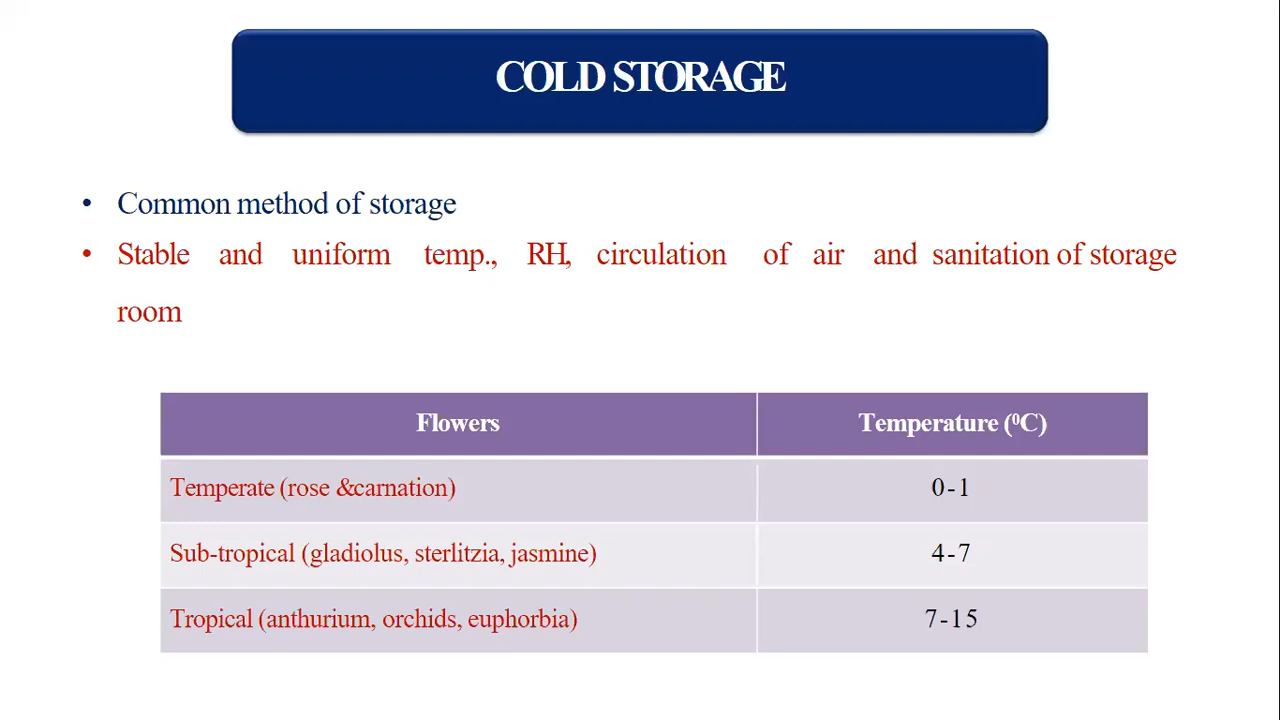 COLD STORAGE
• Common method of storage
• Stable and uniform temp., RH, circulation of air and sanitation of storage
room
Flowers Temperature (⁰C)
Temperate (rose &carnation) 0-1
Sub-tropical (gladiolus, sterlitzia, jasmine) 4-7
Tropical (anthurium, orchids, euphorbia) 7-15